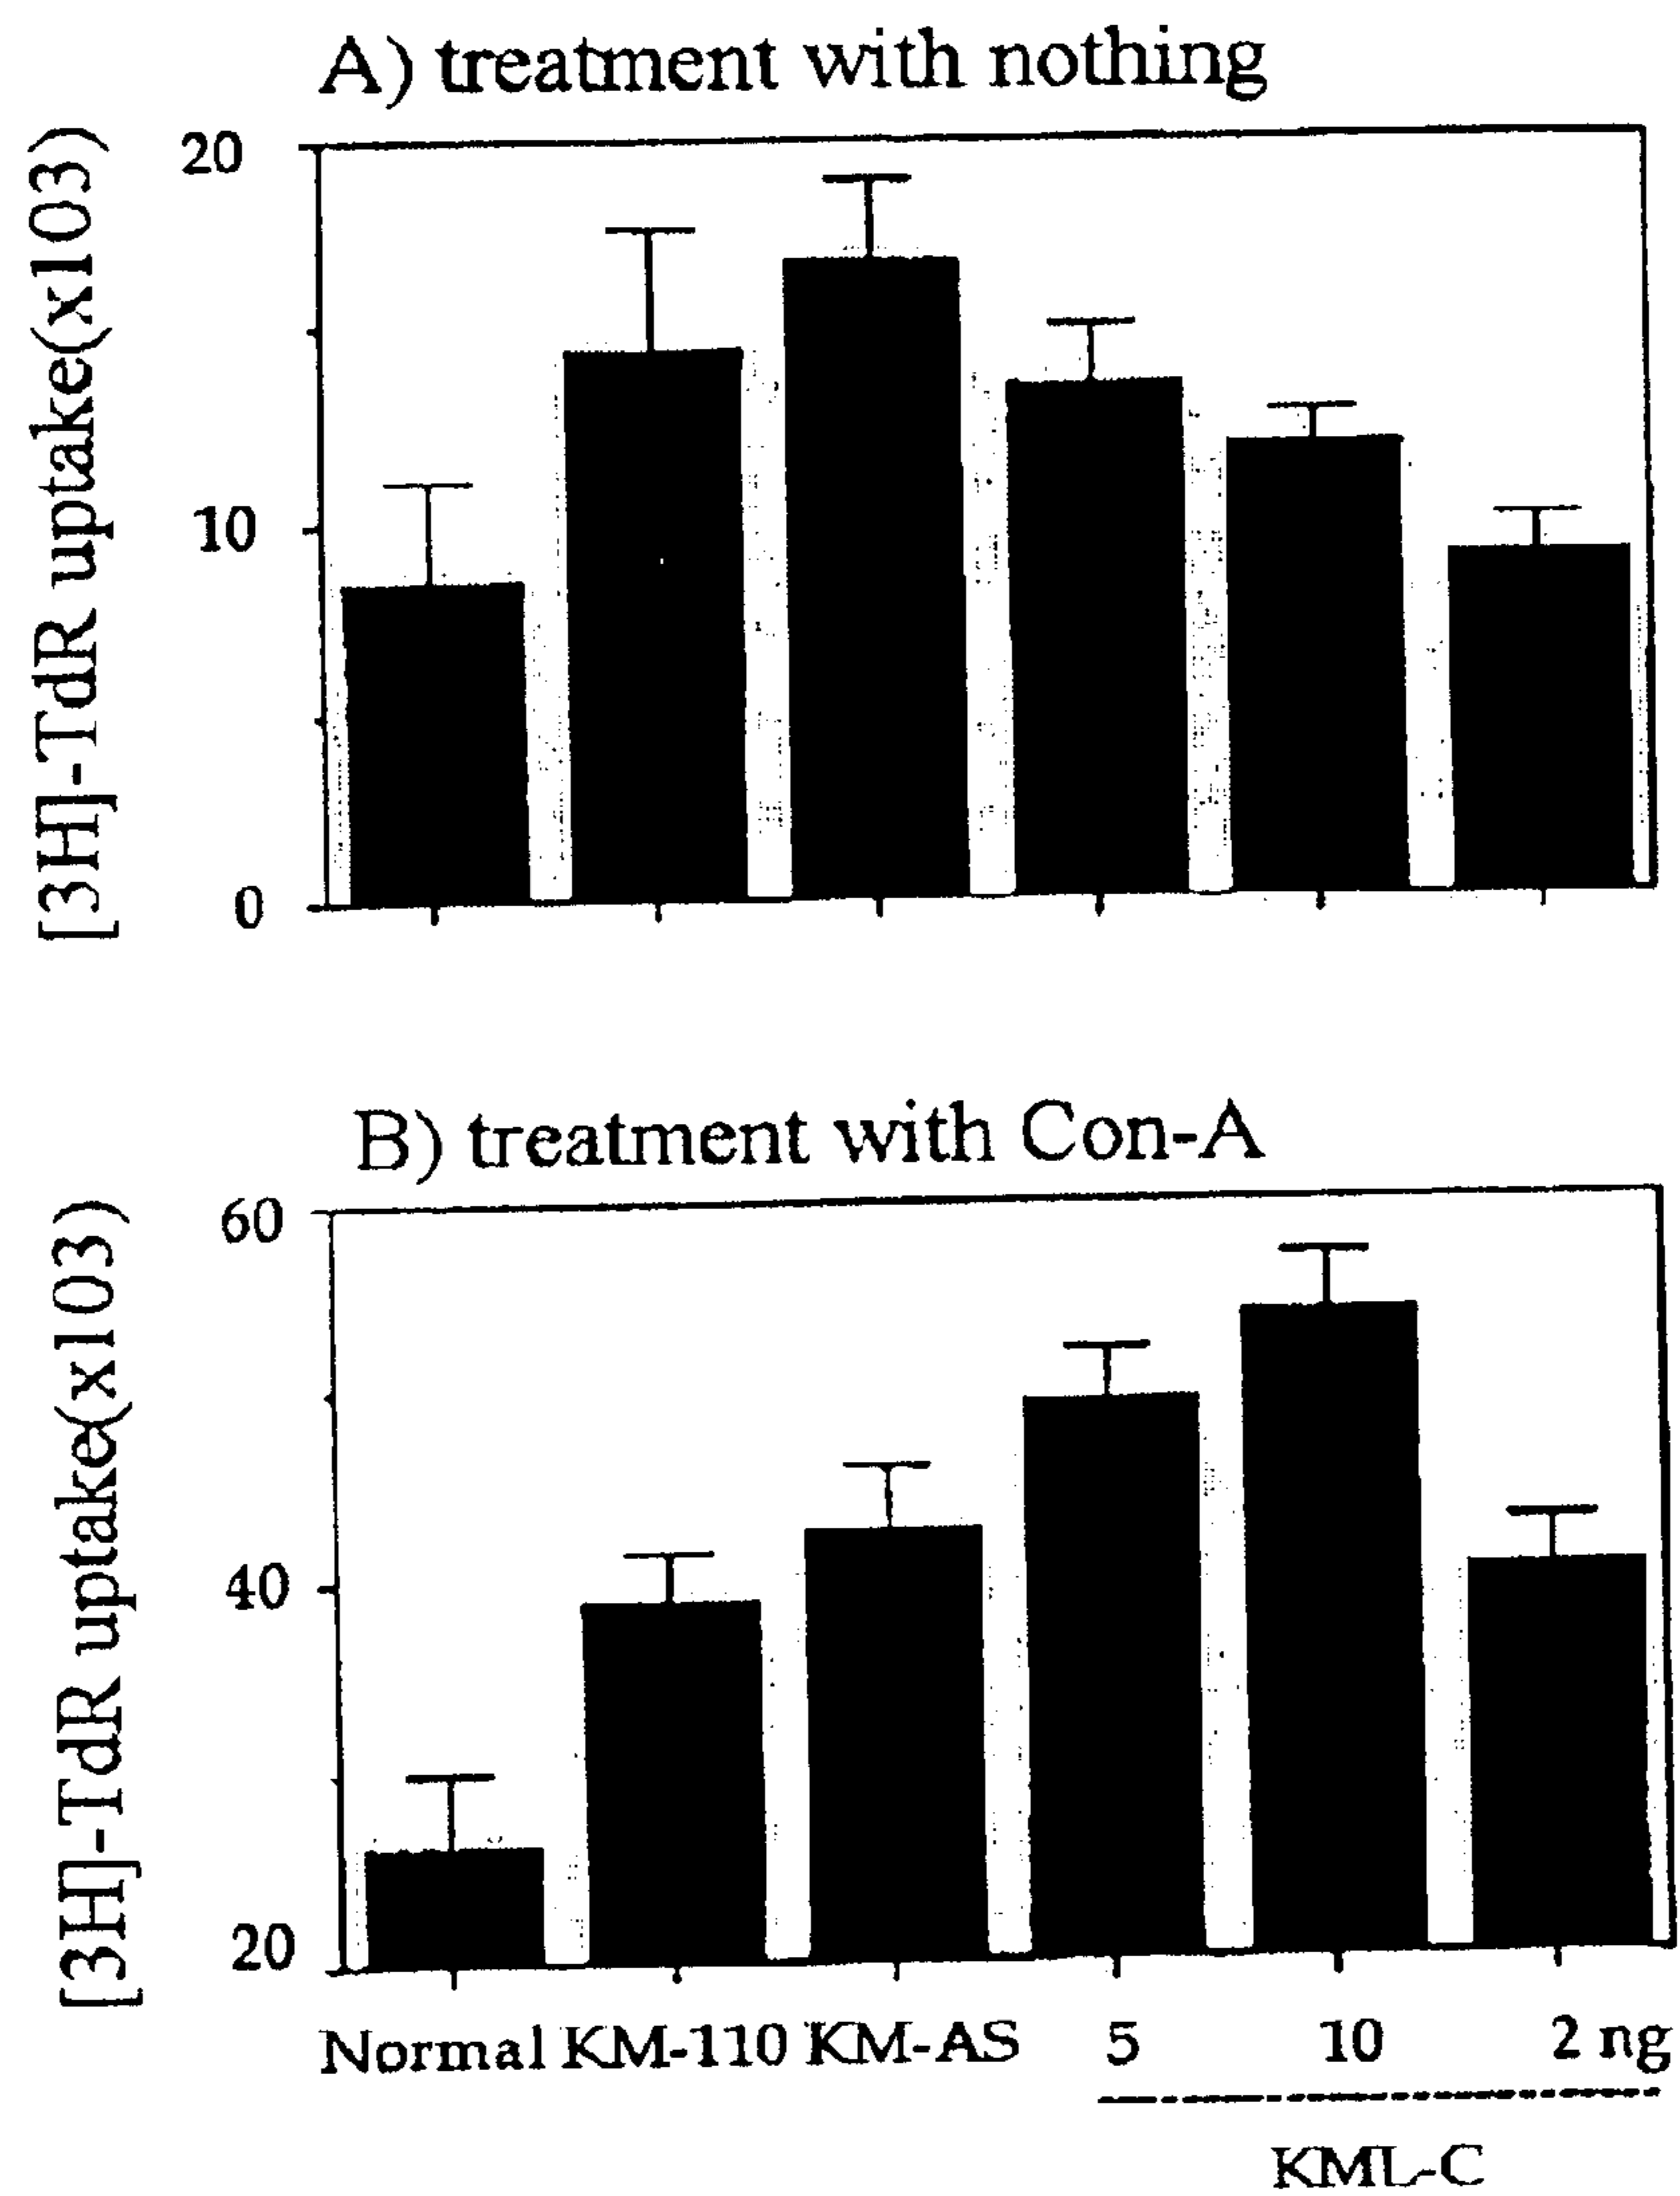 A) treatment with nothing
[3H]-TdR uptake(x103)
20
10
0
B) treatment with Con-A
[3H]-TdR uptake(x103)
60
40
20
Normal KM-110 KM-AS 5 10 2 ng
KML-C